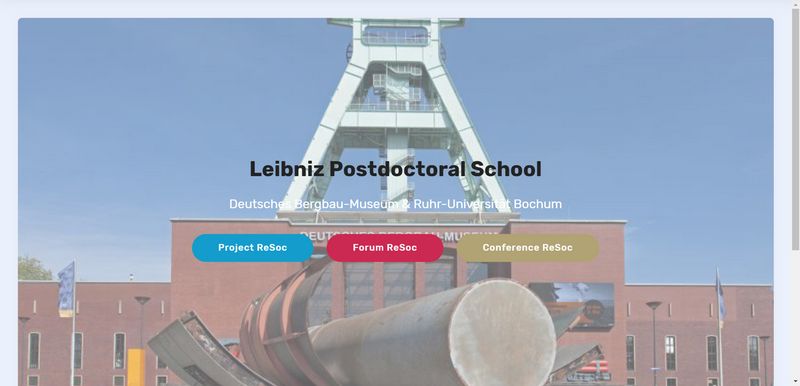 Leibniz Postdoctoral School
Deutsches Bergbau-Museum & Ruhr-Universität Bochum
DEUTSCHES BERGBAU-MUSEUM
Project ReSoc
Forum ReSoc
Conference ReSoc